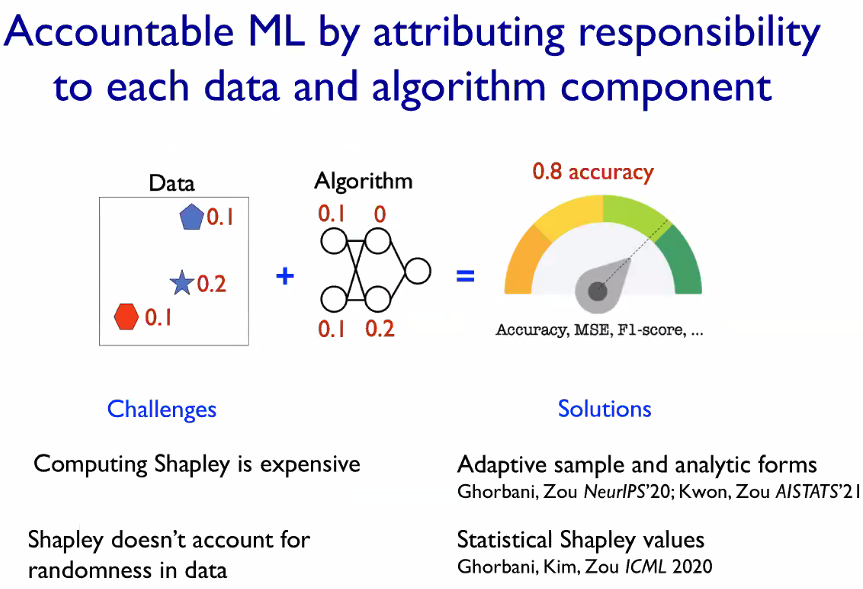 Accountable ML by attributing responsibility
to each data and algorithm component
Data
Algorithm
0.8 accuracy
0.1
0.2
0.1
+
0.1 0
0.1 0.2
=
Accuracy, MSE, F1-score, ...
Challenges
Solutions
Computing Shapley is expensive
Adaptive sample and analytic forms
Ghorbani, Zou NeurIPS'20; Kwon, Zou AISTATS'21
Shapley doesn't account for
randomness in data
Statistical Shapley values
Ghorbani, Kim, Zou ICML 2020